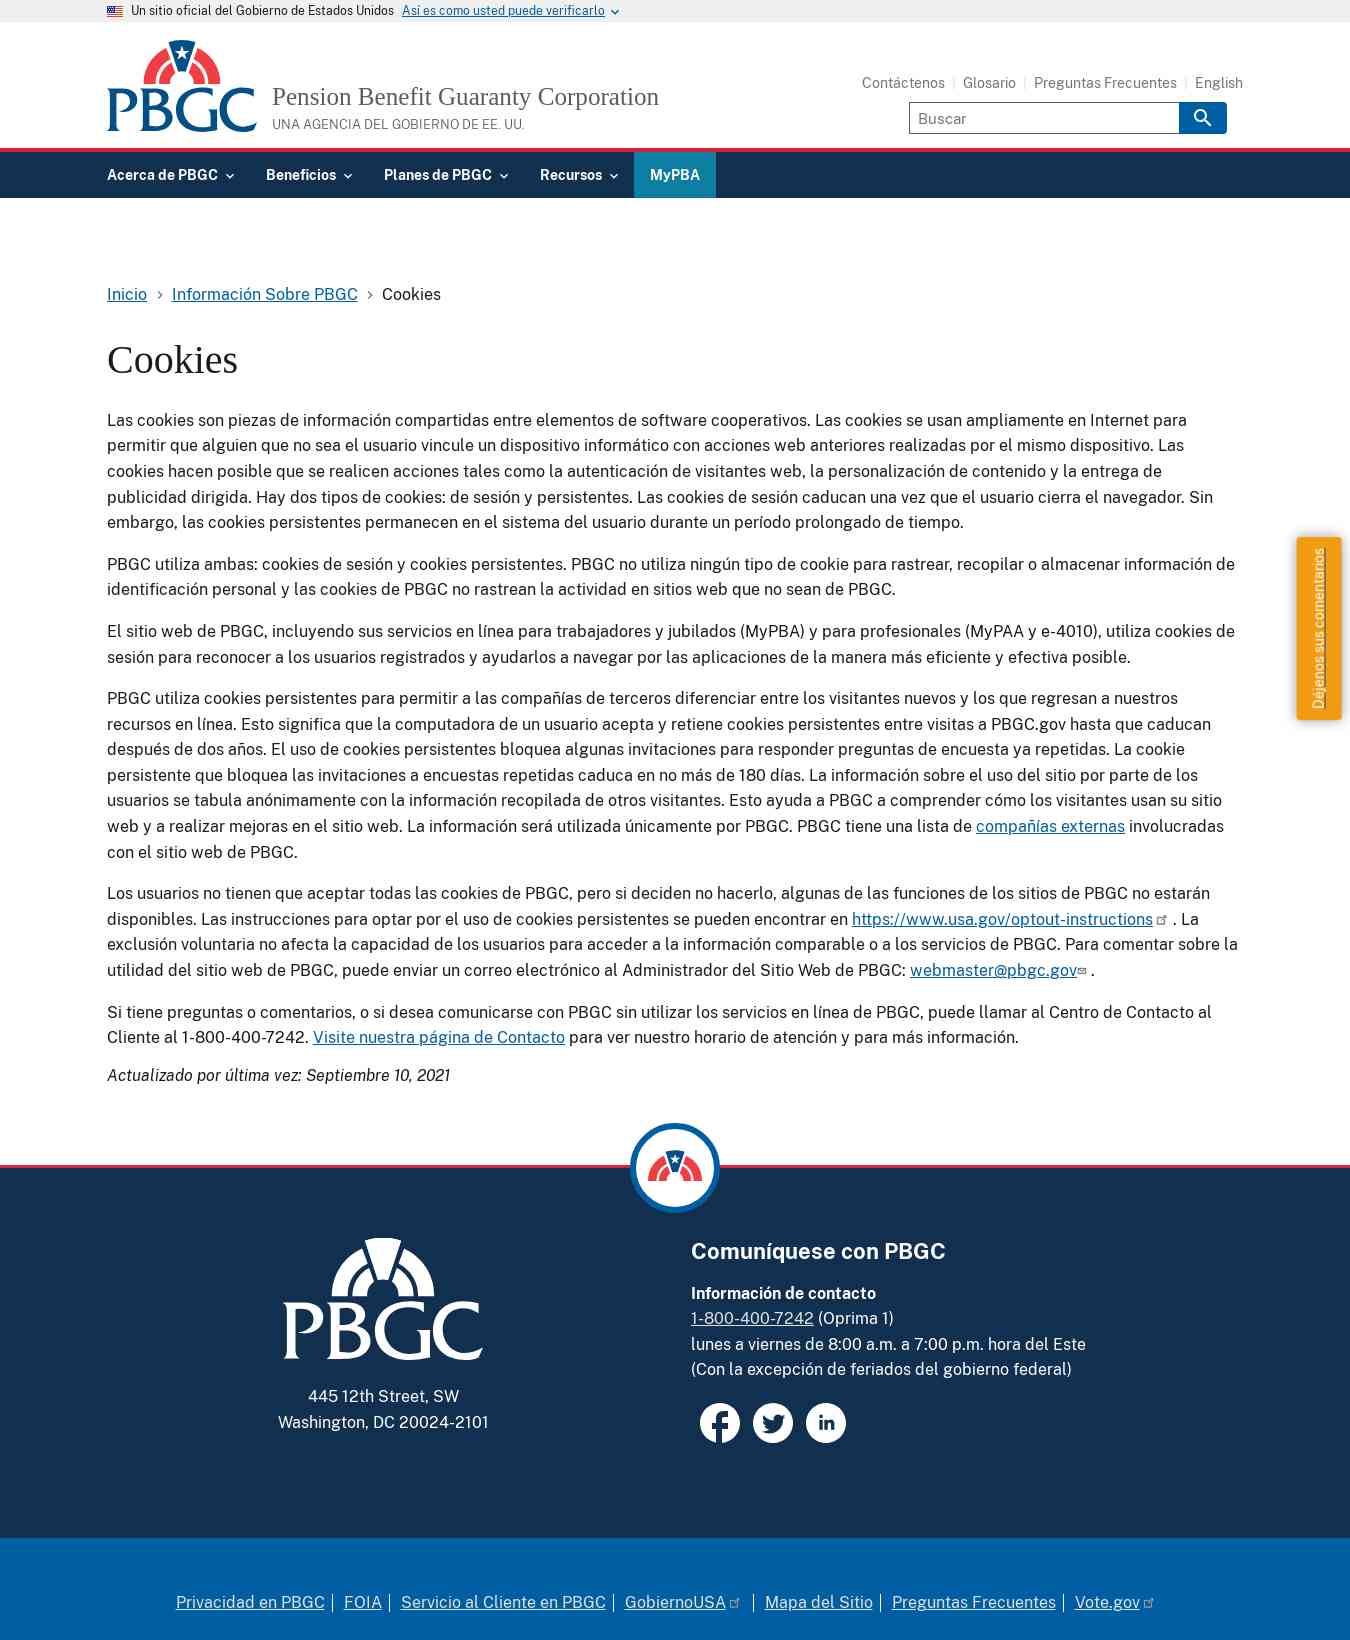 Un sitio oficial del Gobierno de Estados Unidos Así es como usted puede verificarlo
PBGC
Pension Benefit Guaranty Corporation
UNA AGENCIA DEL GOBIERNO DE EE. UU.
Contáctenos Glosario Preguntas Frecuentes English
Buscar
Acerca de PBGC Beneficios Planes de PBGC Recursos MyPBA
Inicio Información Sobre PBGC Cookies
Cookies
Las cookies son piezas de información compartidas entre elementos de software cooperativos. Las cookies se usan ampliamente en Internet para
permitir que alguien que no sea el usuario vincule un dispositivo informático con acciones web anteriores realizadas por el mismo dispositivo. Las
cookies hacen posible que se realicen acciones tales como la autenticación de visitantes web, la personalización de contenido y la entrega de
publicidad dirigida. Hay dos tipos de cookies: de sesión y persistentes. Las cookies de sesión caducan una vez que el usuario cierra el navegador. Sin
embargo, las cookies persistentes permanecen en el sistema del usuario durante un período prolongado de tiempo.
PBGC utiliza ambas: cookies de sesión y cookies persistentes. PBGC no utiliza ningún tipo de cookie para rastrear, recopilar o almacenar información de
identificación personal y las cookies de PBGC no rastrean la actividad en sitios web que no sean de PBGC.
El sitio web de PBGC, incluyendo sus servicios en línea para trabajadores y jubilados (MyPBA) y para profesionales (MyPAA y e-4010), utiliza cookies de
sesión para reconocer a los usuarios registrados y ayudarlos a navegar por las aplicaciones de la manera más eficiente y efectiva posible.
PBGC utiliza cookies persistentes para permitir a las compañías de terceros diferenciar entre los visitantes nuevos y los que regresan a nuestros
recursos en línea. Esto significa que la computadora de un usuario acepta y retiene cookies persistentes entre visitas a PBGC.gov hasta que caducan
después de dos años. El uso de cookies persistentes bloquea algunas invitaciones para responder preguntas de encuesta ya repetidas. La cookie
persistente que bloquea las invitaciones a encuestas repetidas caduca en no más de 180 días. La información sobre el uso del sitio por parte de los
usuarios se tabula anónimamente con la información recopilada de otros visitantes. Esto ayuda a PBGC a comprender cómo los visitantes usan su sitio
web y a realizar mejoras en el sitio web. La información será utilizada únicamente por PBGC. PBGC tiene una lista de compañías externas involucradas
con el sitio web de PBGC.
Los usuarios no tienen que aceptar todas las cookies de PBGC, pero si deciden no hacerlo, algunas de las funciones de los sitios de PBGC no estarán
disponibles. Las instrucciones para optar por el uso de cookies persistentes se pueden encontrar en https://www.usa.gov/optout-instructions . La
exclusión voluntaria no afecta la capacidad de los usuarios para acceder a la información comparable o a los servicios de PBGC. Para comentar sobre la
utilidad del sitio web de PBGC, puede enviar un correo electrónico al Administrador del Sitio Web de PBGC: webmaster@pbgc.gov .
Si tiene preguntas o comentarios, o si desea comunicarse con PBGC sin utilizar los servicios en línea de PBGC, puede llamar al Centro de Contacto al
Cliente al 1-800-400-7242. Visite nuestra página de Contacto para ver nuestro horario de atención y para más información.
Actualizado por última vez: Septiembre 10, 2021
Déjenos sus comentarios
PBGC
445 12th Street, SW
Washington, DC 20024-2101
Comuníquese con PBGC
Información de contacto
1-800-400-7242 (Oprima 1)
lunes a viernes de 8:00 a.m. a 7:00 p.m. hora del Este
(Con la excepción de feriados del gobierno federal)
Privacidad en PBGC FOIA Servicio al Cliente en PBGC GobiernoUSA Mapa del Sitio Preguntas Frecuentes Vote.gov